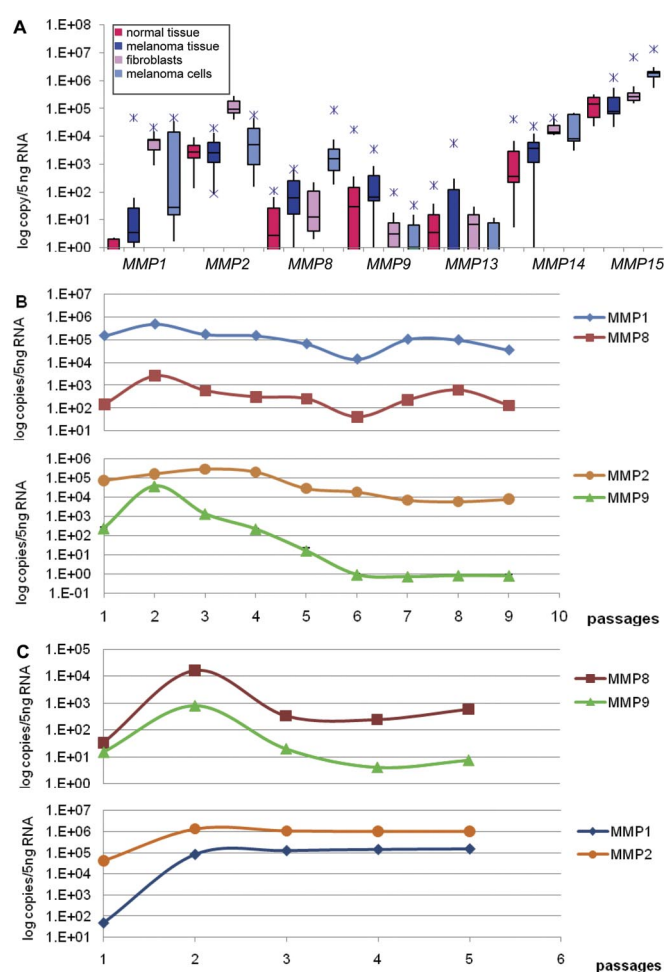 A
1.E+08
1.E+07
1.E+06
1.E+05
1.E+04
1.E+03
1.E+02
1.E+01
1.E+00
log copy/5ng RNA
normal tissue
melanoma tissue
fibroblasts
melanoma cells
MMP1 MMP2 MMP8 MMP9 MMP13 MMP14 MMP15
B
1.E+07
1.E+06
1.E+05
1.E+04
1.E+03
1.E+02
1.E+01
log copies/5ng RNA
MMP1
MMP8
1.E+06
1.E+05
1.E+04
1.E+03
1.E+02
1.E+01
1.E+00
1.E-01
log copies/5ng RNA
MMP2
MMP9
1 2 3 4 5 6 7 8 9 10
passages
C
1.E+05
1.E+04
1.E+03
1.E+02
1.E+01
1.E+00
log copies/5ng RNA
MMP8
MMP9
1.E+07
1.E+06
1.E+05
1.E+04
1.E+03
1.E+02
1.E+01
log copies/5ng RNA
MMP1
MMP2
1 2 3 4 5 6
passages